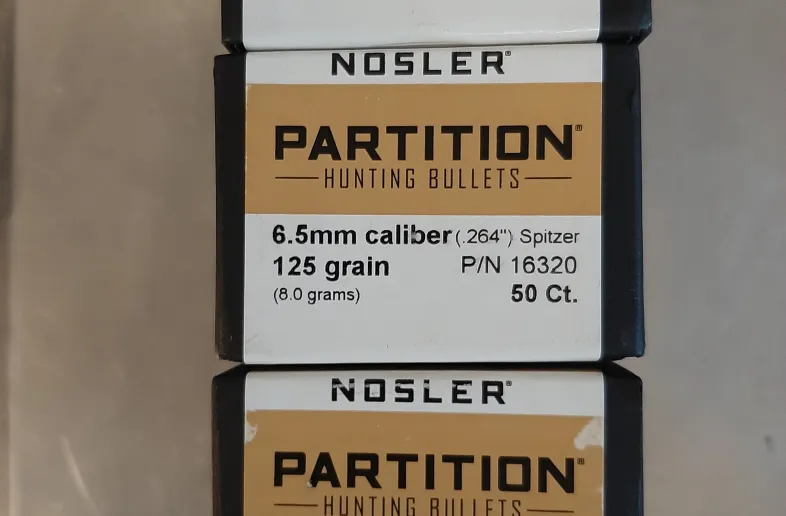 NOSLER®
PARTITION®
HUNTING BULLETS
6.5mm caliber (.264") Spitzer
125 grain P/N 16320
(8.0 grams) 50 Ct.
NOSLER®
PARTITION®
HUNTING BULLETS